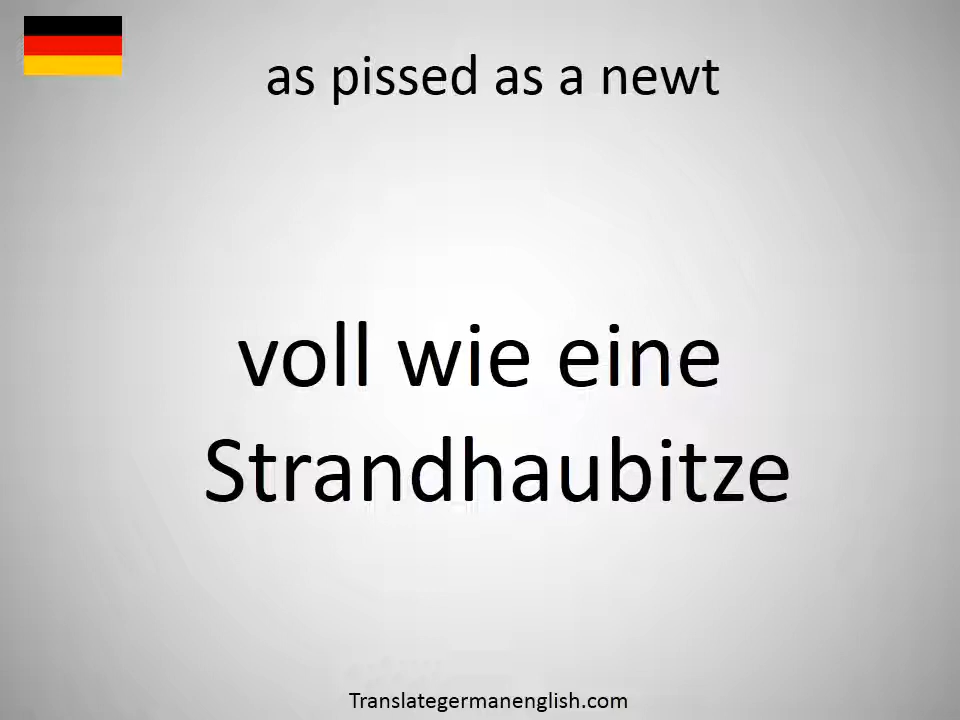 as pissed as a newt
voll wie eine
Strandhaubitze
Translategermanenglish.com